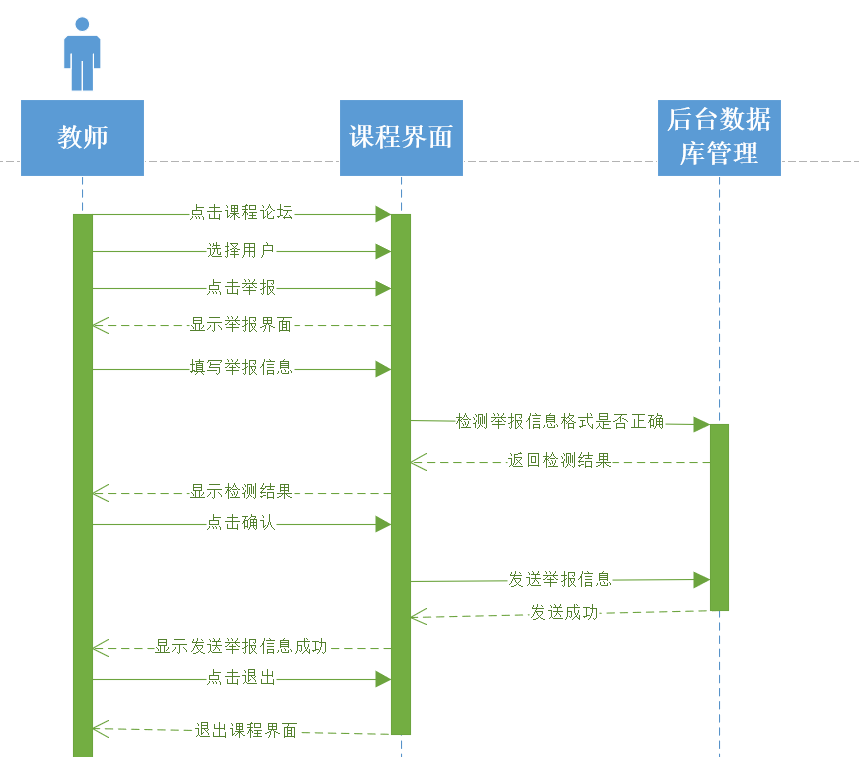 教师
课程界面
后台数据
库管理
点击课程论坛
选择用户
点击举报
显示举报界面
填写举报信息
检测举报信息格式是否正确
返回检测结果
显示检测结果
点击确认
发送举报信息
发送成功
显示发送举报信息成功
点击退出
退出课程界面